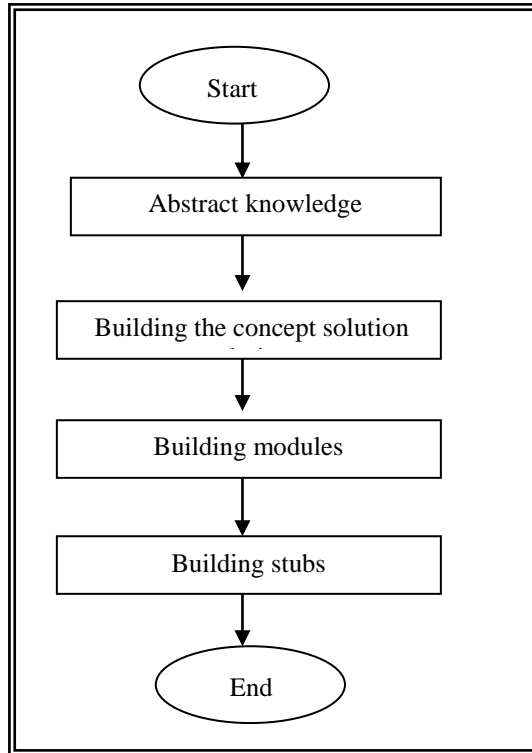 Start
Abstract knowledge
Building the concept solution
Building modules
Building stubs
End